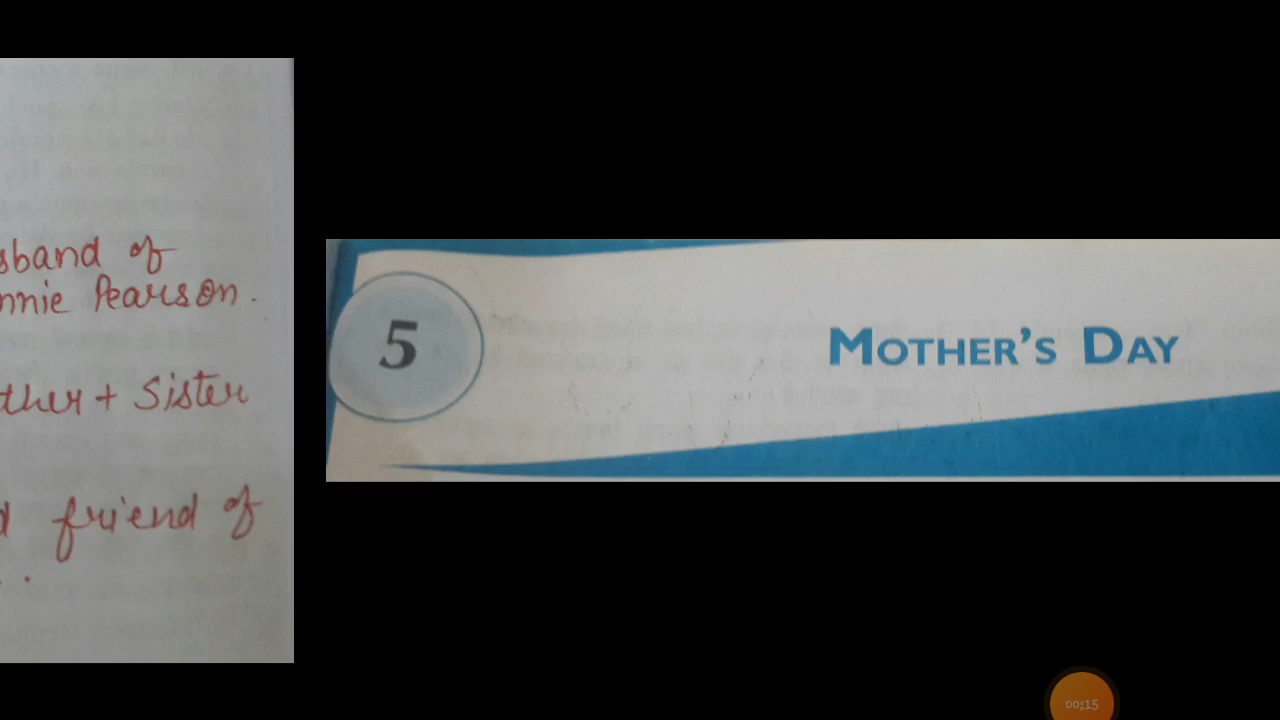 sband of
nnie Pearson.
ther + Sister
d friend of
5
MOTHER'S DAY
00:15